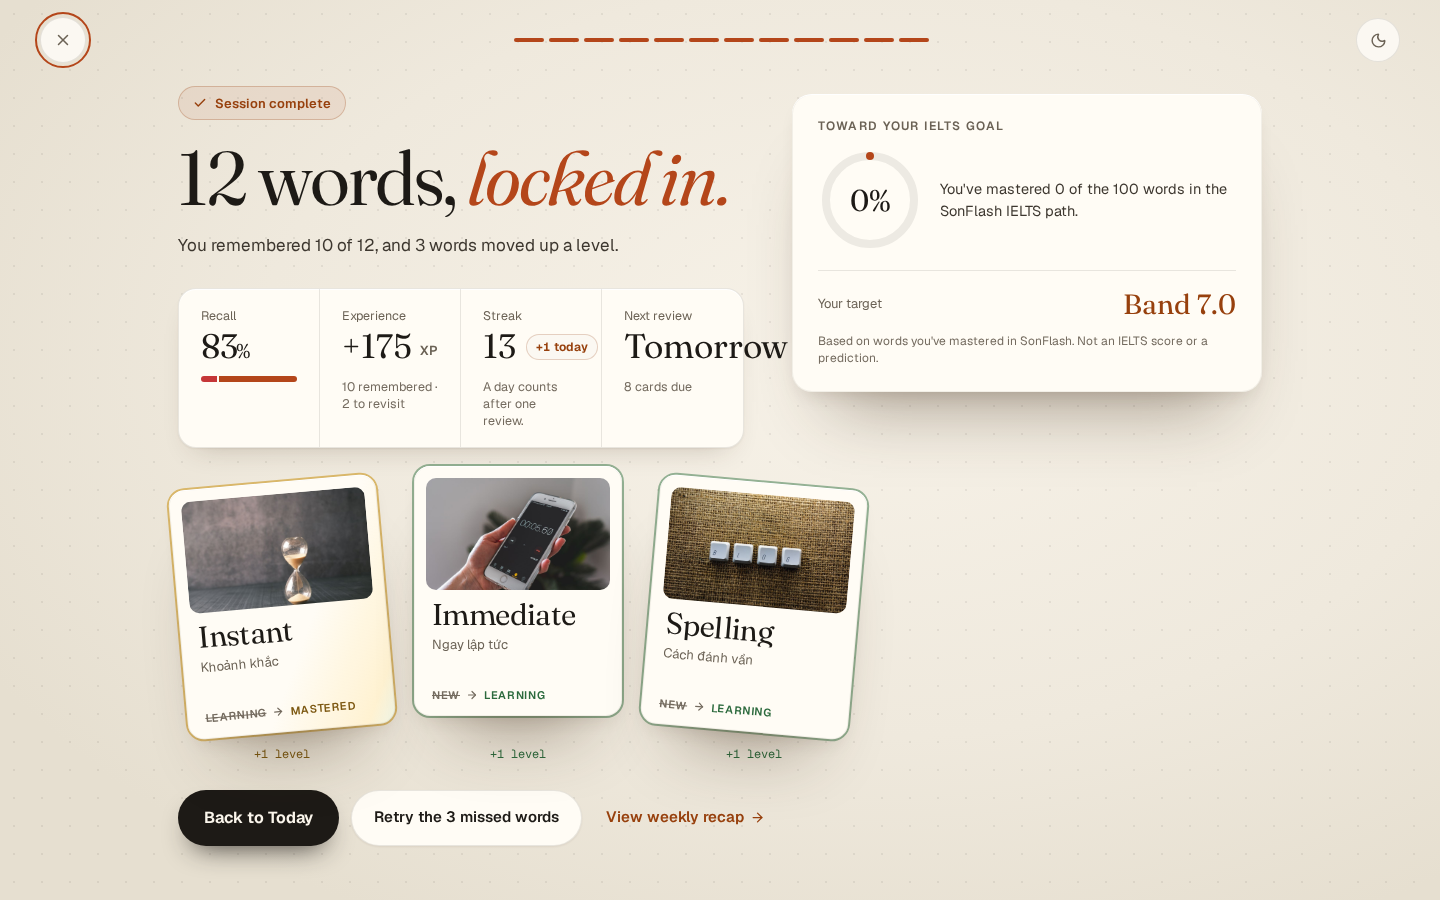 Session complete
12 words, locked in.
You remembered 10 of 12, and 3 words moved up a level.
Recall
83%
Experience
+175 XP
10 remembered ·
2 to revisit
Streak
13 +1 today
A day counts
after one
review.
Next review
Tomorrow
8 cards due
TOWARD YOUR IELTS GOAL
0%
You've mastered 0 of the 100 words in the
SonFlash IELTS path.
Your target
Band 7.0
Based on words you've mastered in SonFlash. Not an IELTS score or a
prediction.
Instant
Khoảnh khắc
LEARNING → MASTERED
+1 level
00:05.60
Immediate
Ngay lập tức
NEW → LEARNING
+1 level
Spelling
Cách đánh vần
NEW → LEARNING
+1 level
Back to Today
Retry the 3 missed words
View weekly recap →